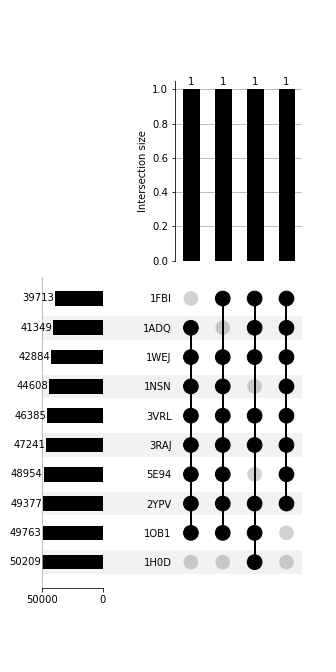 1 1 1 1
1.0
0.8
0.6
0.4
0.2
0.0
Intersection size
39713 1FBI
41349 1ADQ
42884 1WEJ
44608 1NSN
46385 3VRL
47241 3RAJ
48954 5E94
49377 2YPV
49763 1OB1
50209 1H0D
50000 0